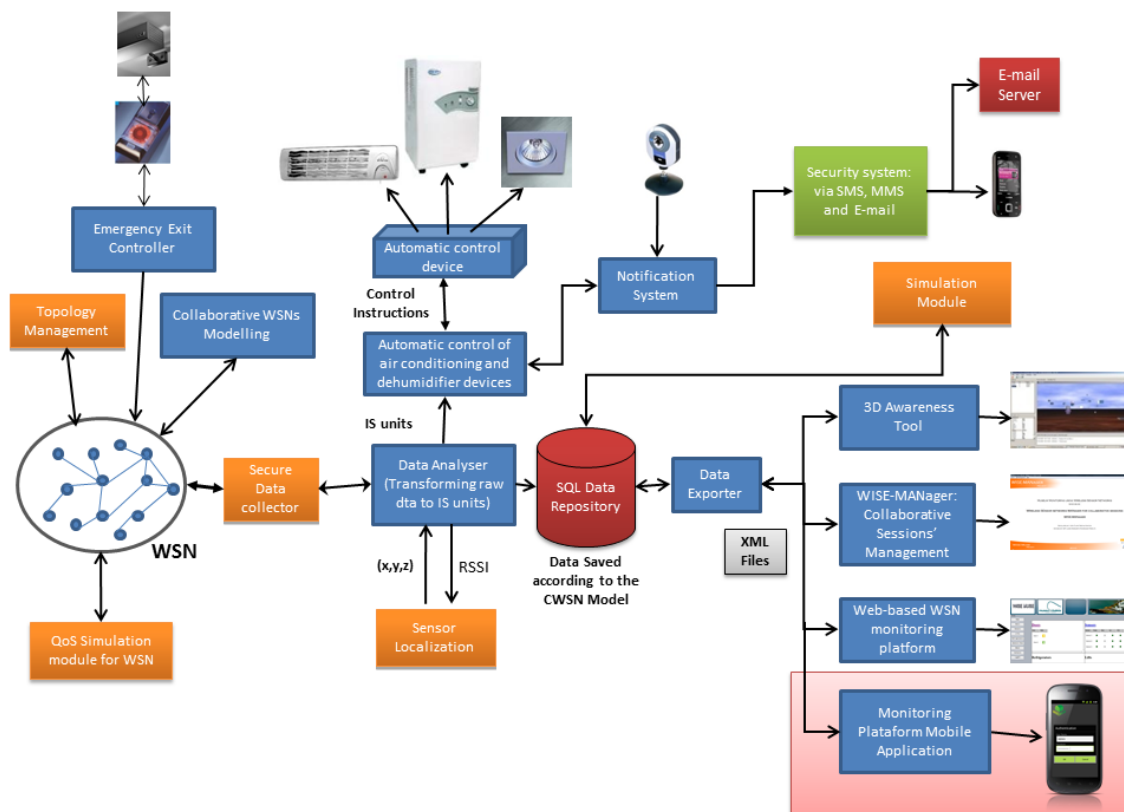 E-mail
Server
Security system:
via SMS, MMS
and E-mail
Emergency Exit
Controller
Automatic control
device
Notification
System
Simulation
Module
Topology
Management
Collaborative WSNs
Modelling
Control
Instructions
Automatic control of
air conditioning and
dehumidifier devices
IS units
3D Awareness
Tool
Secure
Data
collector
Data Analyser
(Transforming raw
dta to IS units)
SQL Data
Repository
Data
Exporter
WISE-MANager:
Collaborative
Sessions'
Management
WSN
XML
Files
(x,y,z)
RSSI
Data Saved
according to the
CWSN Model
Web-based WSN
monitoring
platform
QoS Simulation
module for WSN
Sensor
Localization
Monitoring
Plataform Mobile
Application